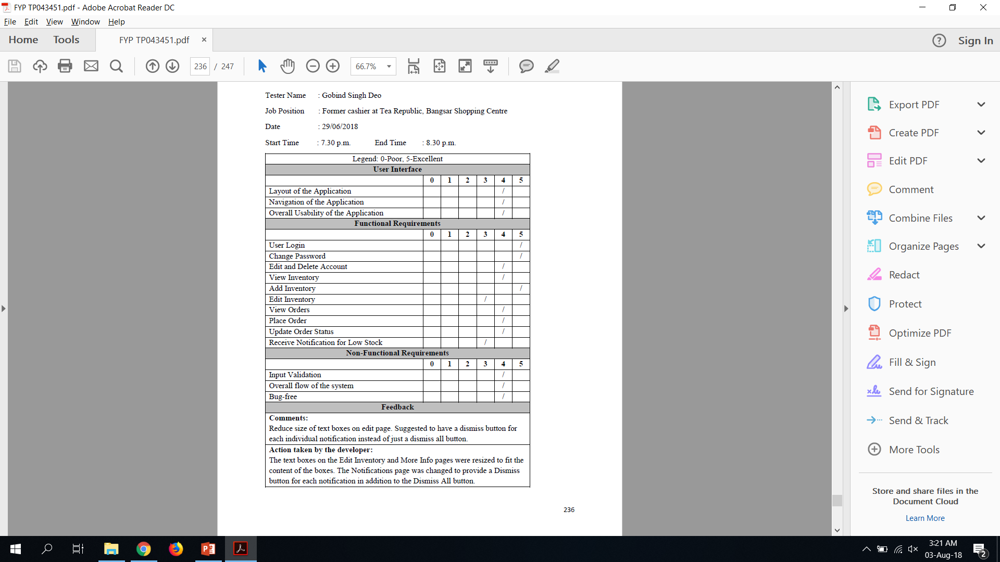 FYP TP043451.pdf - Adobe Acrobat Reader DC
File Edit View Window Help
Home Tools FYP TP043451.pdf × ? Sign In
236 / 247 66.7%
Tester Name : Gobind Singh Deo
Job Position : Former cashier at Tea Republic, Bangsar Shopping Centre
Date : 29/06/2018
Start Time : 7.30 p.m. End Time : 8.30 p.m.
Legend: 0-Poor, 5-Excellent
User Interface
0 1 2 3 4 5
Layout of the Application /
Navigation of the Application /
Overall Usability of the Application /
Functional Requirements
0 1 2 3 4 5
User Login /
Change Password /
Edit and Delete Account /
View Inventory /
Add Inventory /
Edit Inventory /
View Orders /
Place Order /
Update Order Status /
Receive Notification for Low Stock /
Non-Functional Requirements
0 1 2 3 4 5
Input Validation /
Overall flow of the system /
Bug-free /
Feedback
Comments:
Reduce size of text boxes on edit page. Suggested to have a dismiss button for
each individual notification instead of just a dismiss all button.
Action taken by the developer:
The text boxes on the Edit Inventory and More Info pages were resized to fit the
content of the boxes. The Notifications page was changed to provide a Dismiss
button for each notification in addition to the Dismiss All button.
236
Export PDF
Create PDF
Edit PDF
Comment
Combine Files
Organize Pages
Redact
Protect
Optimize PDF
Fill & Sign
Send for Signature
Send & Track
More Tools
Store and share files in the
Document Cloud
Learn More
3:21 AM
03-Aug-18
2